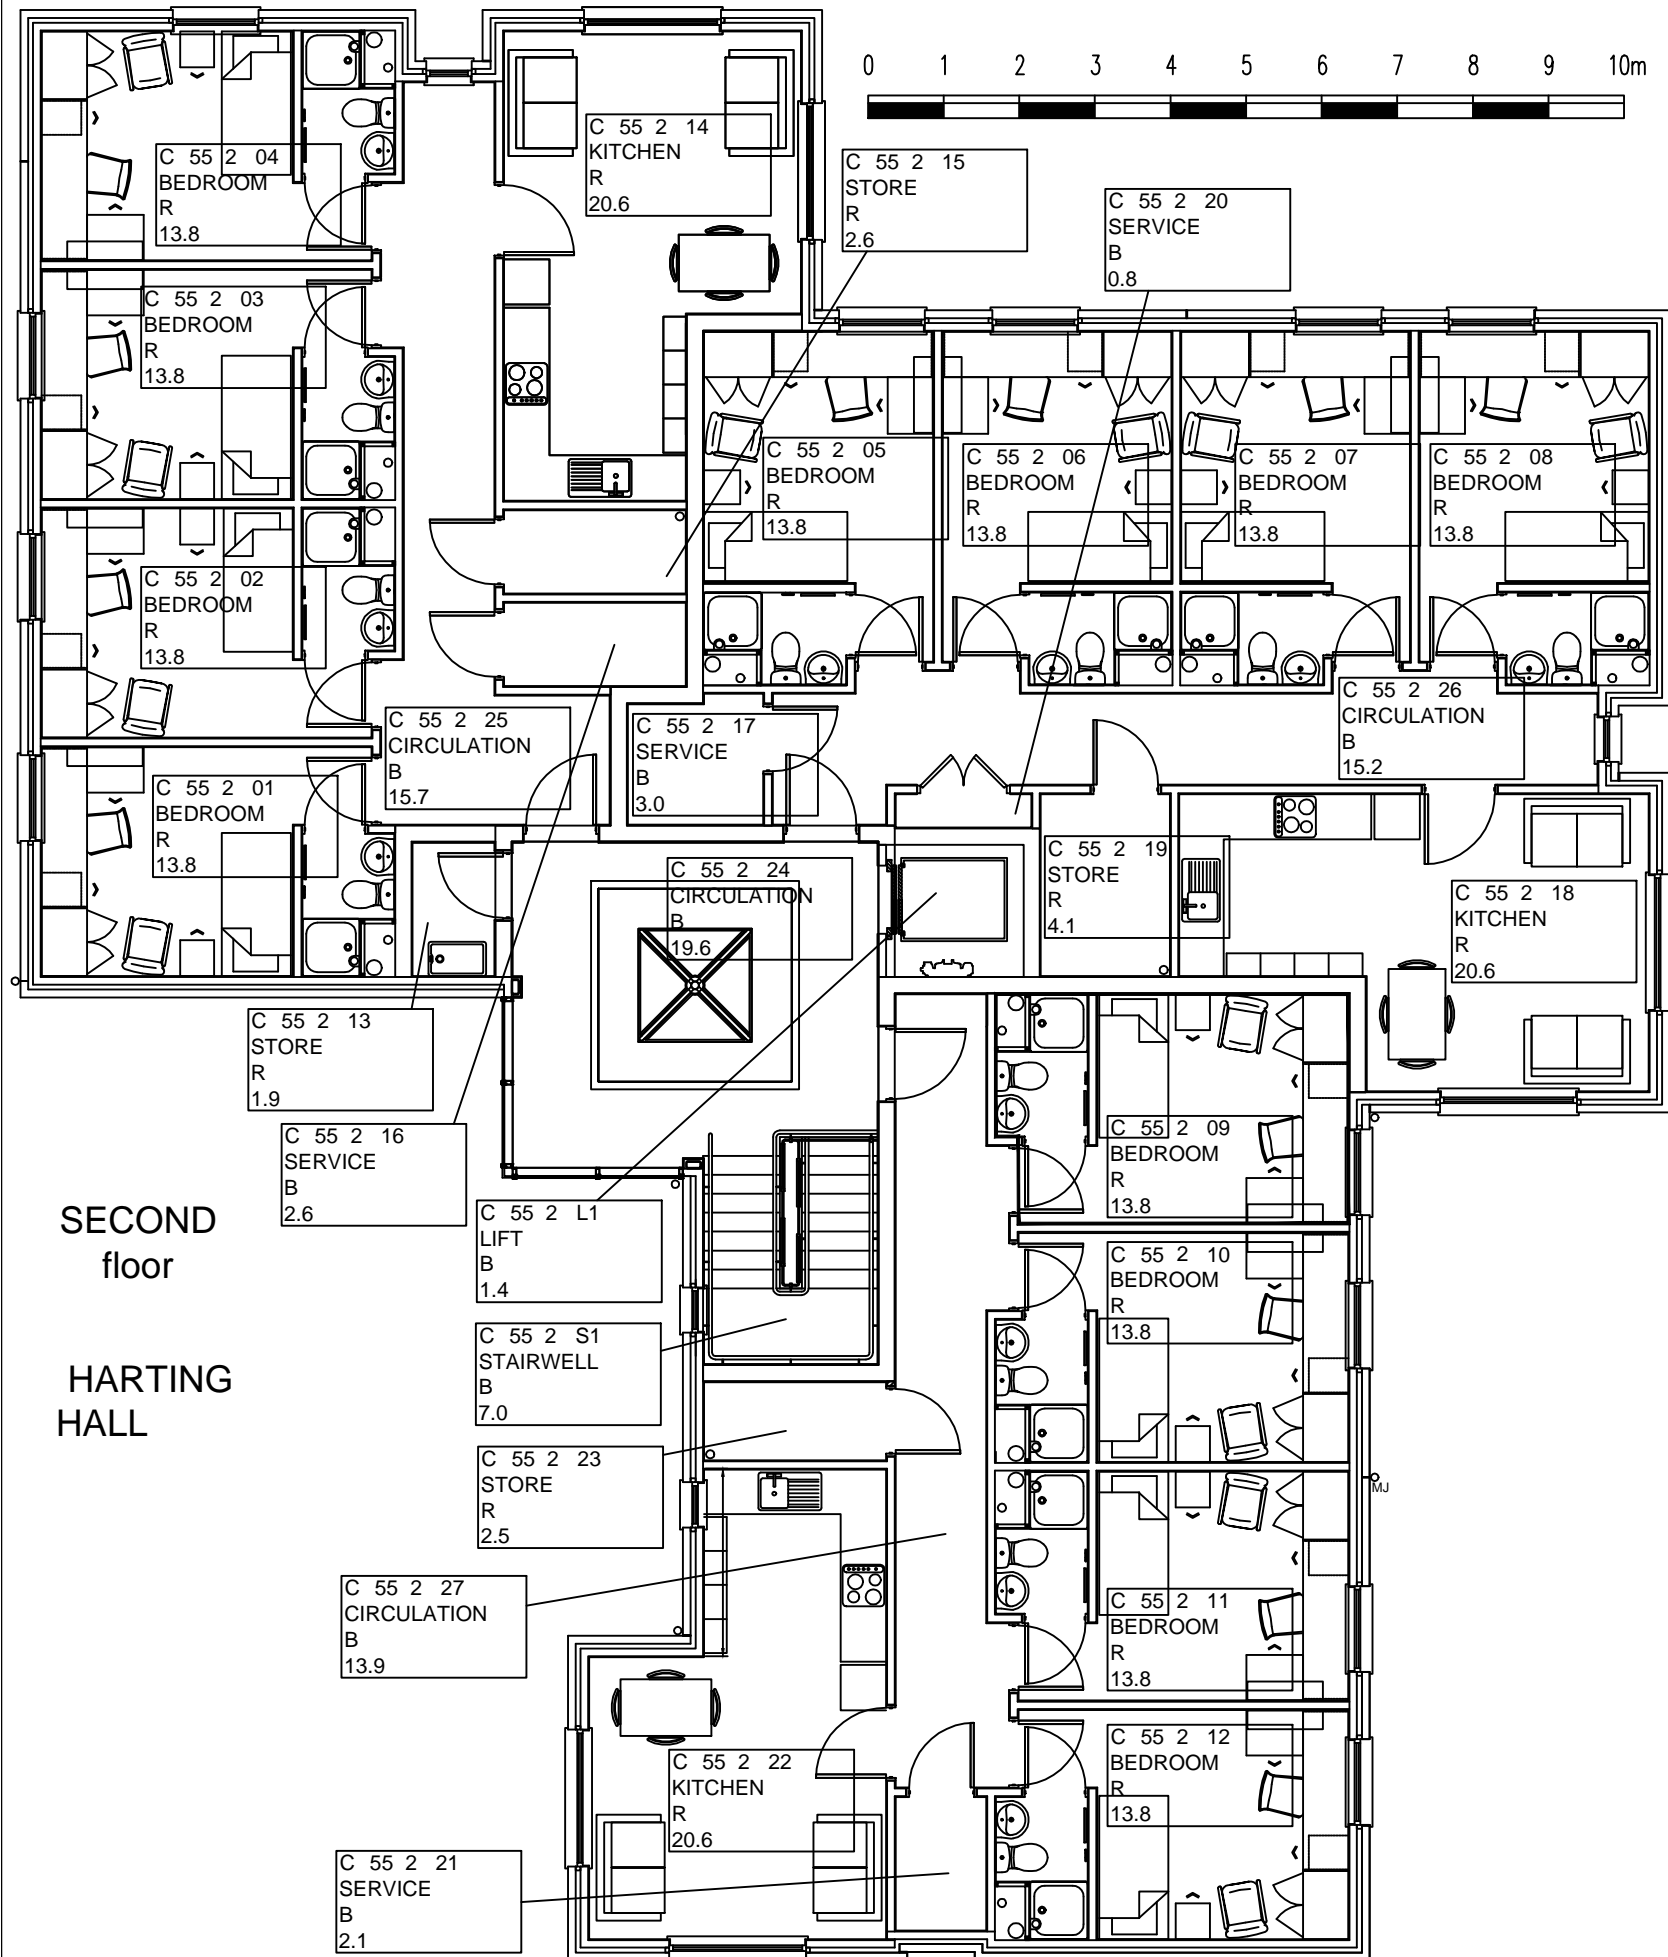 0 1 2 3 4 5 6 7 8 9 10m
C 55 2 14
KITCHEN
R
20.6
C 55 2 04
BEDROOM
R
13.8
C 55 2 15
STORE
R
2.6
C 55 2 20
SERVICE
B
0.8
C 55 2 03
BEDROOM
R
13.8
C 55 2 05
BEDROOM
R
13.8
C 55 2 06
BEDROOM
R
13.8
C 55 2 07
BEDROOM
R
13.8
C 55 2 08
BEDROOM
R
13.8
C 55 2 02
BEDROOM
R
13.8
C 55 2 25
CIRCULATION
B
15.7
C 55 2 17
SERVICE
B
3.0
C 55 2 26
CIRCULATION
B
15.2
C 55 2 01
BEDROOM
R
13.8
C 55 2 24
CIRCULATION
B
19.6
C 55 2 19
STORE
R
4.1
C 55 2 18
KITCHEN
R
20.6
C 55 2 13
STORE
R
1.9
C 55 2 16
SERVICE
B
2.6
C 55 2 09
BEDROOM
R
13.8
SECOND
floor
C 55 2 L1
LIFT
B
1.4
C 55 2 10
BEDROOM
R
13.8
C 55 2 S1
STAIRWELL
B
7.0
HARTING
HALL
C 55 2 23
STORE
R
2.5
MJ
C 55 2 27
CIRCULATION
B
13.9
C 55 2 11
BEDROOM
R
13.8
C 55 2 12
BEDROOM
R
13.8
C 55 2 22
KITCHEN
R
20.6
C 55 2 21
SERVICE
B
2.1